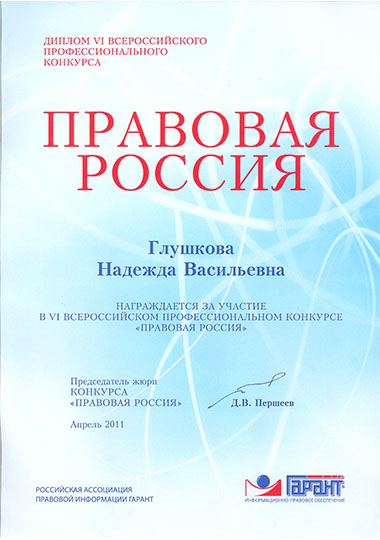 ДИПЛОМ VI ВСЕРОССИЙСКОГО
ПРОФЕССИОНАЛЬНОГО
КОНКУРСА
ПРАВОВАЯ
РОССИЯ
Глушкова
Надежда Васильевна
НАГРАЖДАЕТСЯ ЗА УЧАСТИЕ
В VI ВСЕРОССИЙСКОМ ПРОФЕССИОНАЛЬНОМ КОНКУРСЕ
«ПРАВОВАЯ РОССИЯ»
Председатель жюри
КОНКУРСА
«ПРАВОВАЯ РОССИЯ»
Д.В. Першеев
Апрель 2011
РОССИЙСКАЯ АССОЦИАЦИЯ
ПРАВОВОЙ ИНФОРМАЦИИ ГАРАНТ
ГАРАНТ
ИНФОРМАЦИОННО-ПРАВОВОЕ ОБЕСПЕЧЕНИЕ